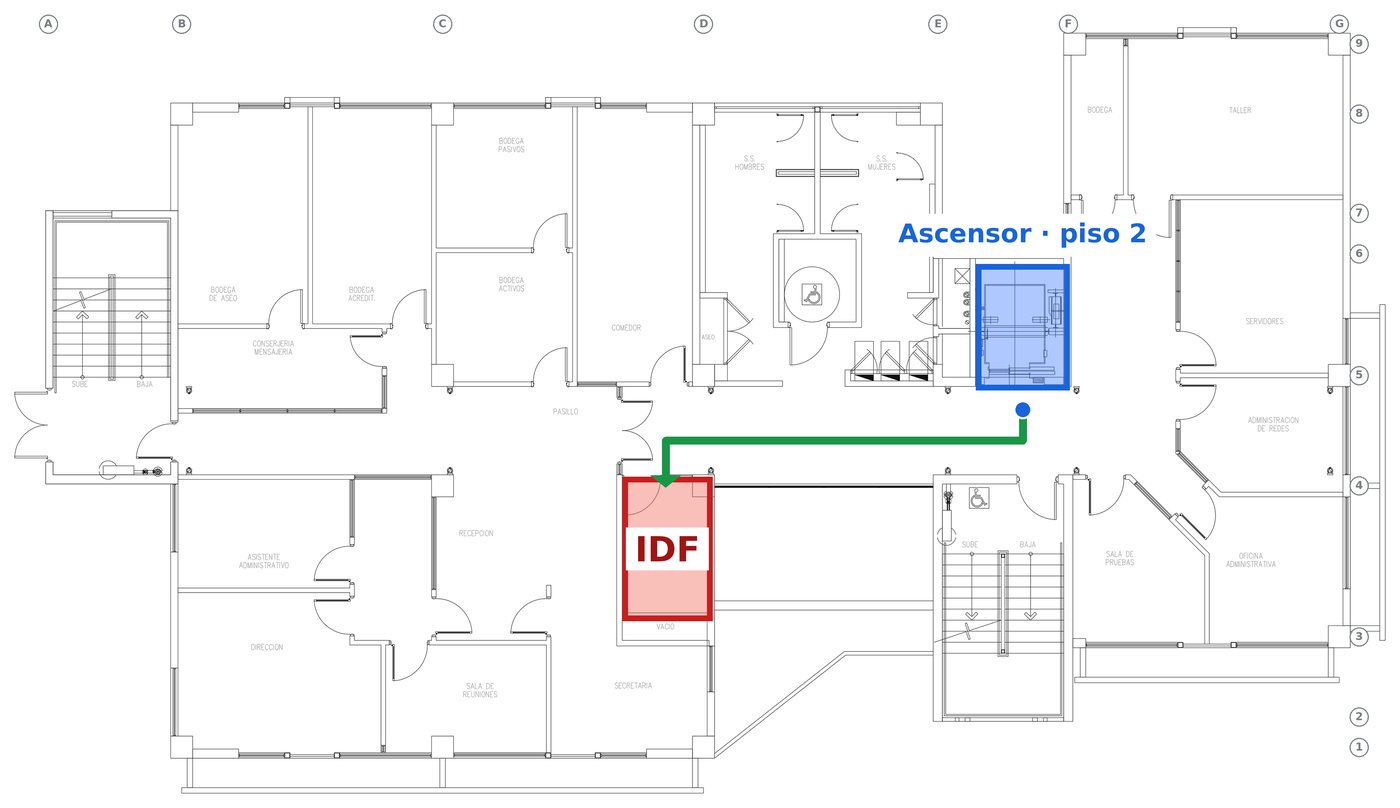 A
B
C
D
E
F
G
9
8
7
6
5
4
3
2
1
BODEGA
TALLER
BODEGA
PASIVOS
S.S.
HOMBRES
S.S.
MUJERES
Ascensor · piso 2
BODEGA
DE ASEO
BODEGA
ACREDIT.
BODEGA
ACTIVOS
COMEDOR
ASEO
SERVIDORES
CONSERJERIA
MENSAJERIA
SUBE
BAJA
PASILLO
ADMINISTRACION
DE REDES
RECEPCION
IDF
SUBE
BAJA
ASISTENTE
ADMINISTRATIVO
SALA DE
PRUEBAS
OFICINA
ADMINISTRATIVA
VACIO
DIRECCION
SALA DE
REUNIONES
SECRETARIA